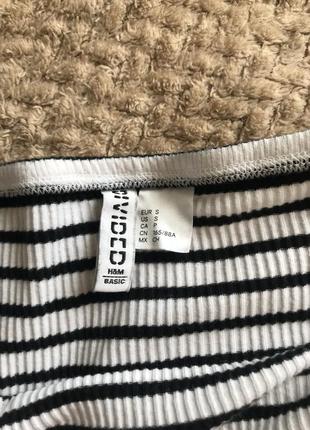 DIVIDED
H&M
BASIC
EUR S
US S
CA P
CN 165/88A
MX CH